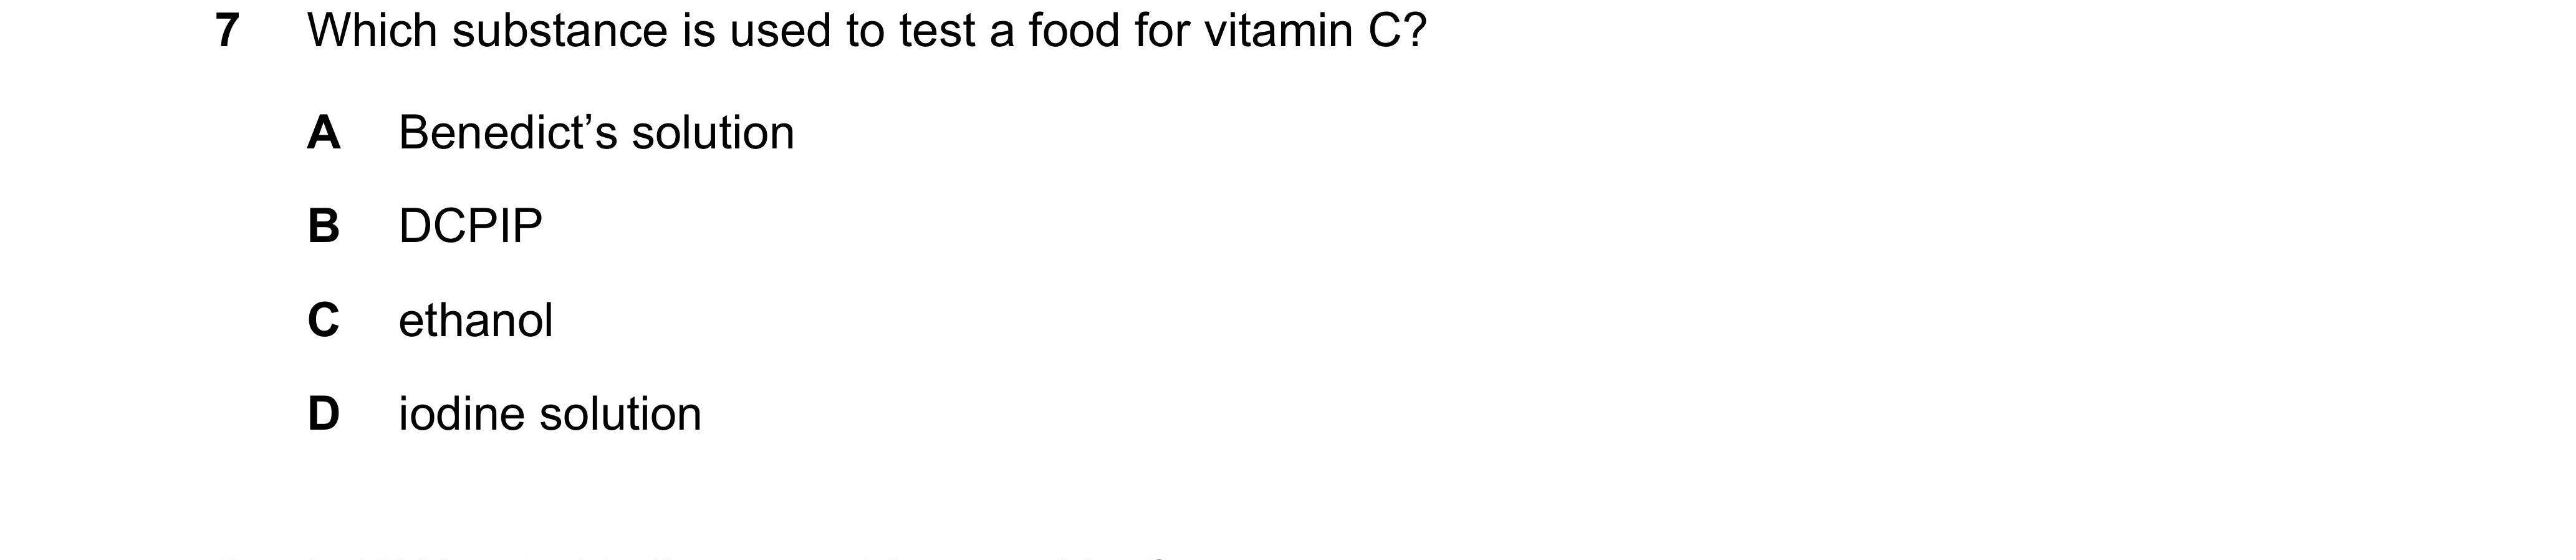 7 Which substance is used to test a food for vitamin C?
A Benedict’s solution
B DCPIP
C ethanol
D iodine solution